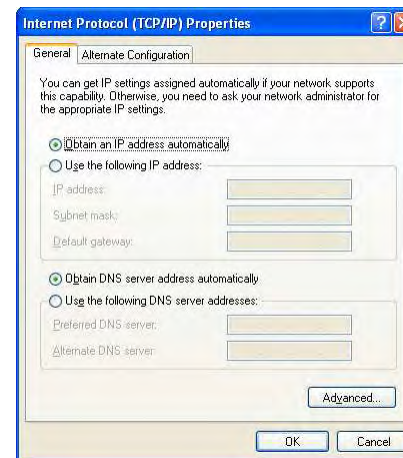 Internet Protocol (TCP/IP) Properties
General
Alternate Configuration
You can get IP settings assigned automatically if your network supports
this capability. Otherwise, you need to ask your network administrator for
the appropriate IP settings.
Obtain an IP address automatically
Use the following IP address:
IP address:
Subnet mask:
Default gateway:
Obtain DNS server address automatically
Use the following DNS server addresses:
Preferred DNS server:
Alternate DNS server:
Advanced...
OK
Cancel